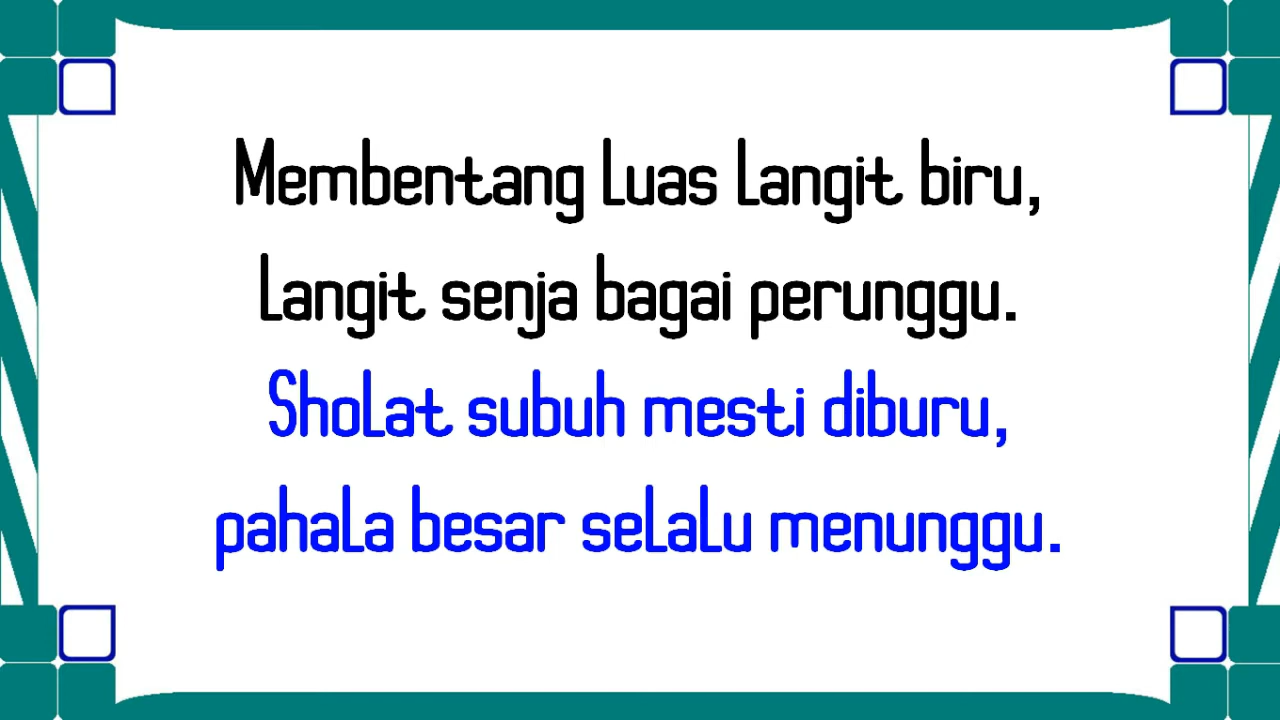 Membentang luas langit biru,
langit senja bagai perunggu.
Sholat subuh mesti diburu,
pahala besar selalu menunggu.